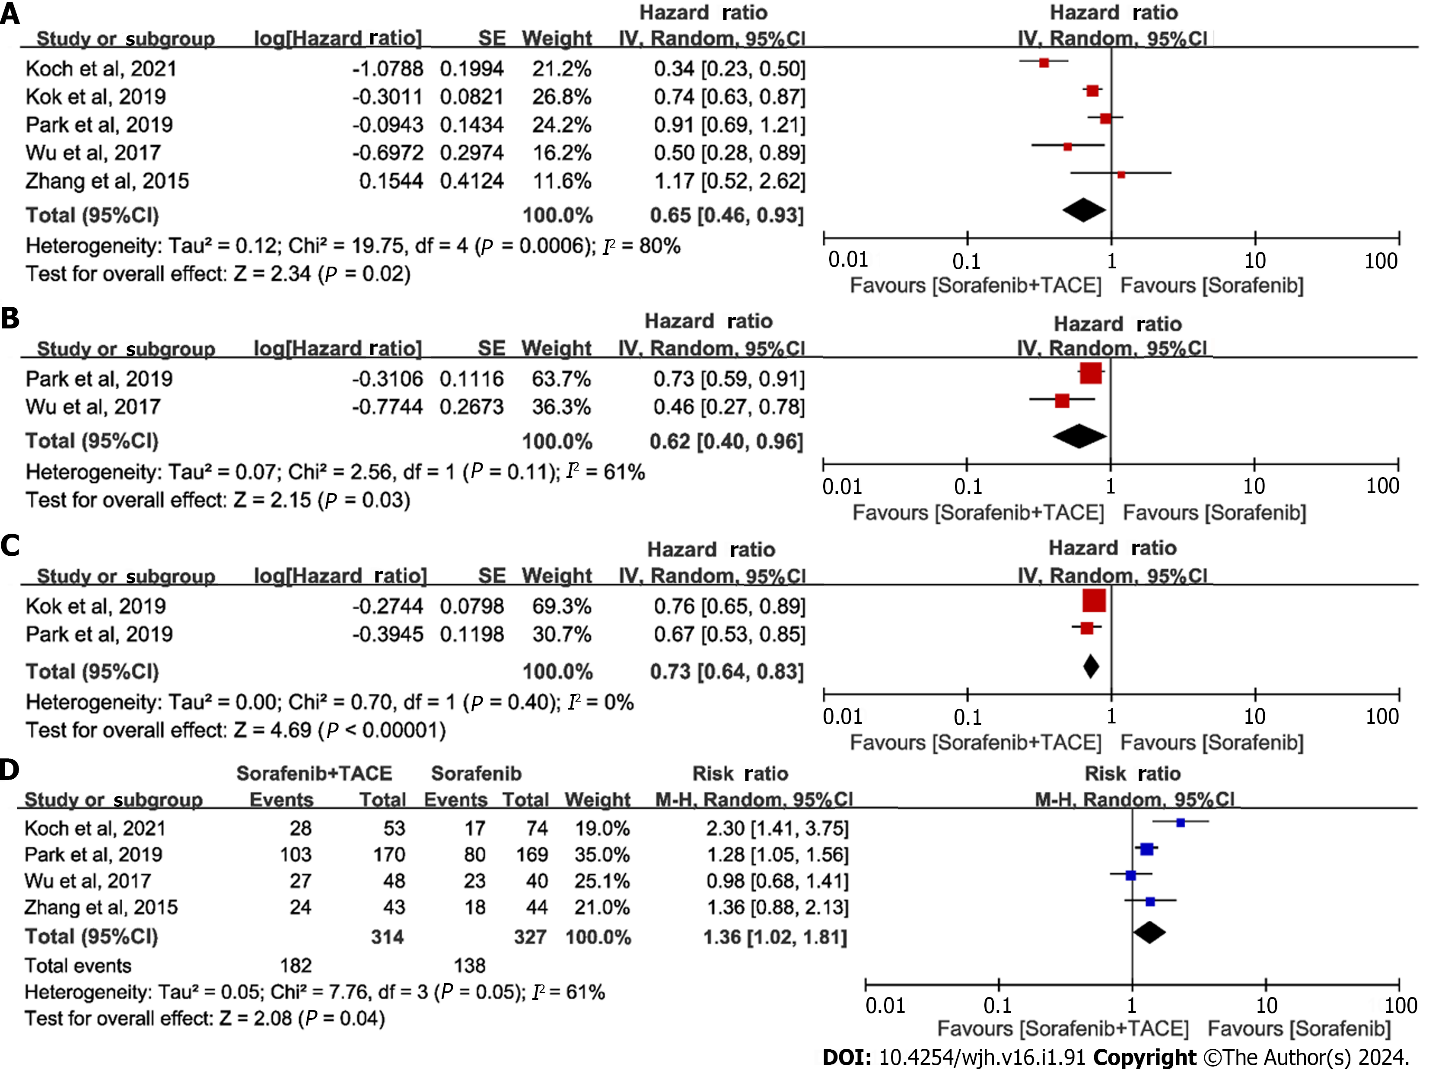 A
Hazard ratio Hazard ratio
Study or subgroup log[Hazard ratio] SE Weight IV, Random, 95%CI IV, Random, 95%CI
Koch et al, 2021 -1.0788 0.1994 21.2% 0.34 [0.23, 0.50]
Kok et al, 2019 -0.3011 0.0821 26.8% 0.74 [0.63, 0.87]
Park et al, 2019 -0.0943 0.1434 24.2% 0.91 [0.69, 1.21]
Wu et al, 2017 -0.6972 0.2974 16.2% 0.50 [0.28, 0.89]
Zhang et al, 2015 0.1544 0.4124 11.6% 1.17 [0.52, 2.62]
Total (95%CI) 100.0% 0.65 [0.46, 0.93]
Heterogeneity: Tau² = 0.12; Chi² = 19.75, df = 4 (P = 0.0006); I² = 80%
Test for overall effect: Z = 2.34 (P = 0.02)
0.01 0.1 1 10 100
Favours [Sorafenib+TACE] Favours [Sorafenib]
B
Hazard ratio Hazard ratio
Study or subgroup log[Hazard ratio] SE Weight IV, Random, 95%CI IV, Random, 95%CI
Park et al, 2019 -0.3106 0.1116 63.7% 0.73 [0.59, 0.91]
Wu et al, 2017 -0.7744 0.2673 36.3% 0.46 [0.27, 0.78]
Total (95%CI) 100.0% 0.62 [0.40, 0.96]
Heterogeneity: Tau² = 0.07; Chi² = 2.56, df = 1 (P = 0.11); I² = 61%
Test for overall effect: Z = 2.15 (P = 0.03)
0.01 0.1 1 10 100
Favours [Sorafenib+TACE] Favours [Sorafenib]
C
Hazard ratio Hazard ratio
Study or subgroup log[Hazard ratio] SE Weight IV, Random, 95%CI IV, Random, 95%CI
Kok et al, 2019 -0.2744 0.0798 69.3% 0.76 [0.65, 0.89]
Park et al, 2019 -0.3945 0.1198 30.7% 0.67 [0.53, 0.85]
Total (95%CI) 100.0% 0.73 [0.64, 0.83]
Heterogeneity: Tau² = 0.00; Chi² = 0.70, df = 1 (P = 0.40); I² = 0%
Test for overall effect: Z = 4.69 (P < 0.00001)
0.01 0.1 1 10 100
Favours [Sorafenib+TACE] Favours [Sorafenib]
D
Sorafenib+TACE Sorafenib Risk ratio Risk ratio
Study or subgroup Events Total Events Total Weight M-H, Random, 95%CI M-H, Random, 95%CI
Koch et al, 2021 28 53 17 74 19.0% 2.30 [1.41, 3.75]
Park et al, 2019 103 170 80 169 35.0% 1.28 [1.05, 1.56]
Wu et al, 2017 27 48 23 40 25.1% 0.98 [0.68, 1.41]
Zhang et al, 2015 24 43 18 44 21.0% 1.36 [0.88, 2.13]
Total (95%CI) 314 327 100.0% 1.36 [1.02, 1.81]
Total events 182 138
Heterogeneity: Tau² = 0.05; Chi² = 7.76, df = 3 (P = 0.05); I² = 61%
Test for overall effect: Z = 2.08 (P = 0.04)
0.01 0.1 1 10 100
Favours [Sorafenib+TACE] Favours [Sorafenib]
DOI: 10.4254/wjh.v16.i1.91 Copyright ©The Author(s) 2024.